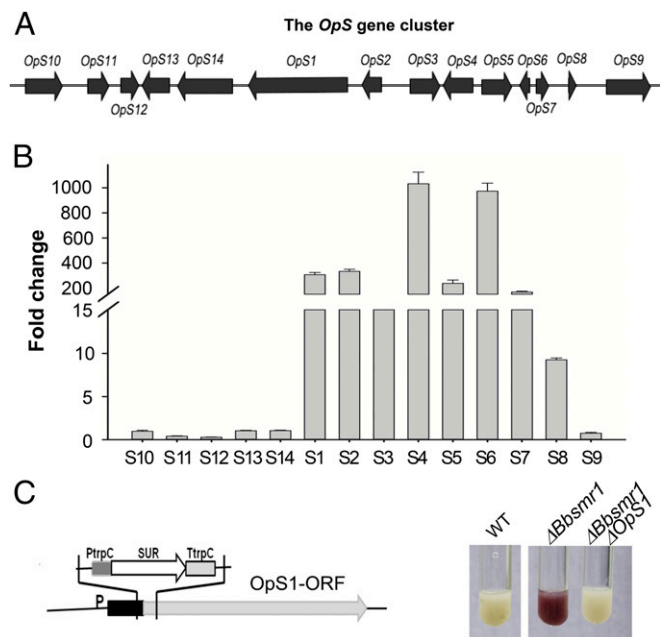 A
The OpS gene cluster
OpS10 OpS11 OpS13 OpS14 OpS1 OpS2 OpS3 OpS4 OpS5 OpS6 OpS8 OpS9
OpS12 OpS7
B
Fold change
1000
800
600
400
200
15
10
5
0
S10 S11 S12 S13 S14 S1 S2 S3 S4 S5 S6 S7 S8 S9
C
PtrpC SUR TtrpC
P
OpS1-ORF
WT
ΔBbsmr1
ΔBbsmr1
ΔOpS1